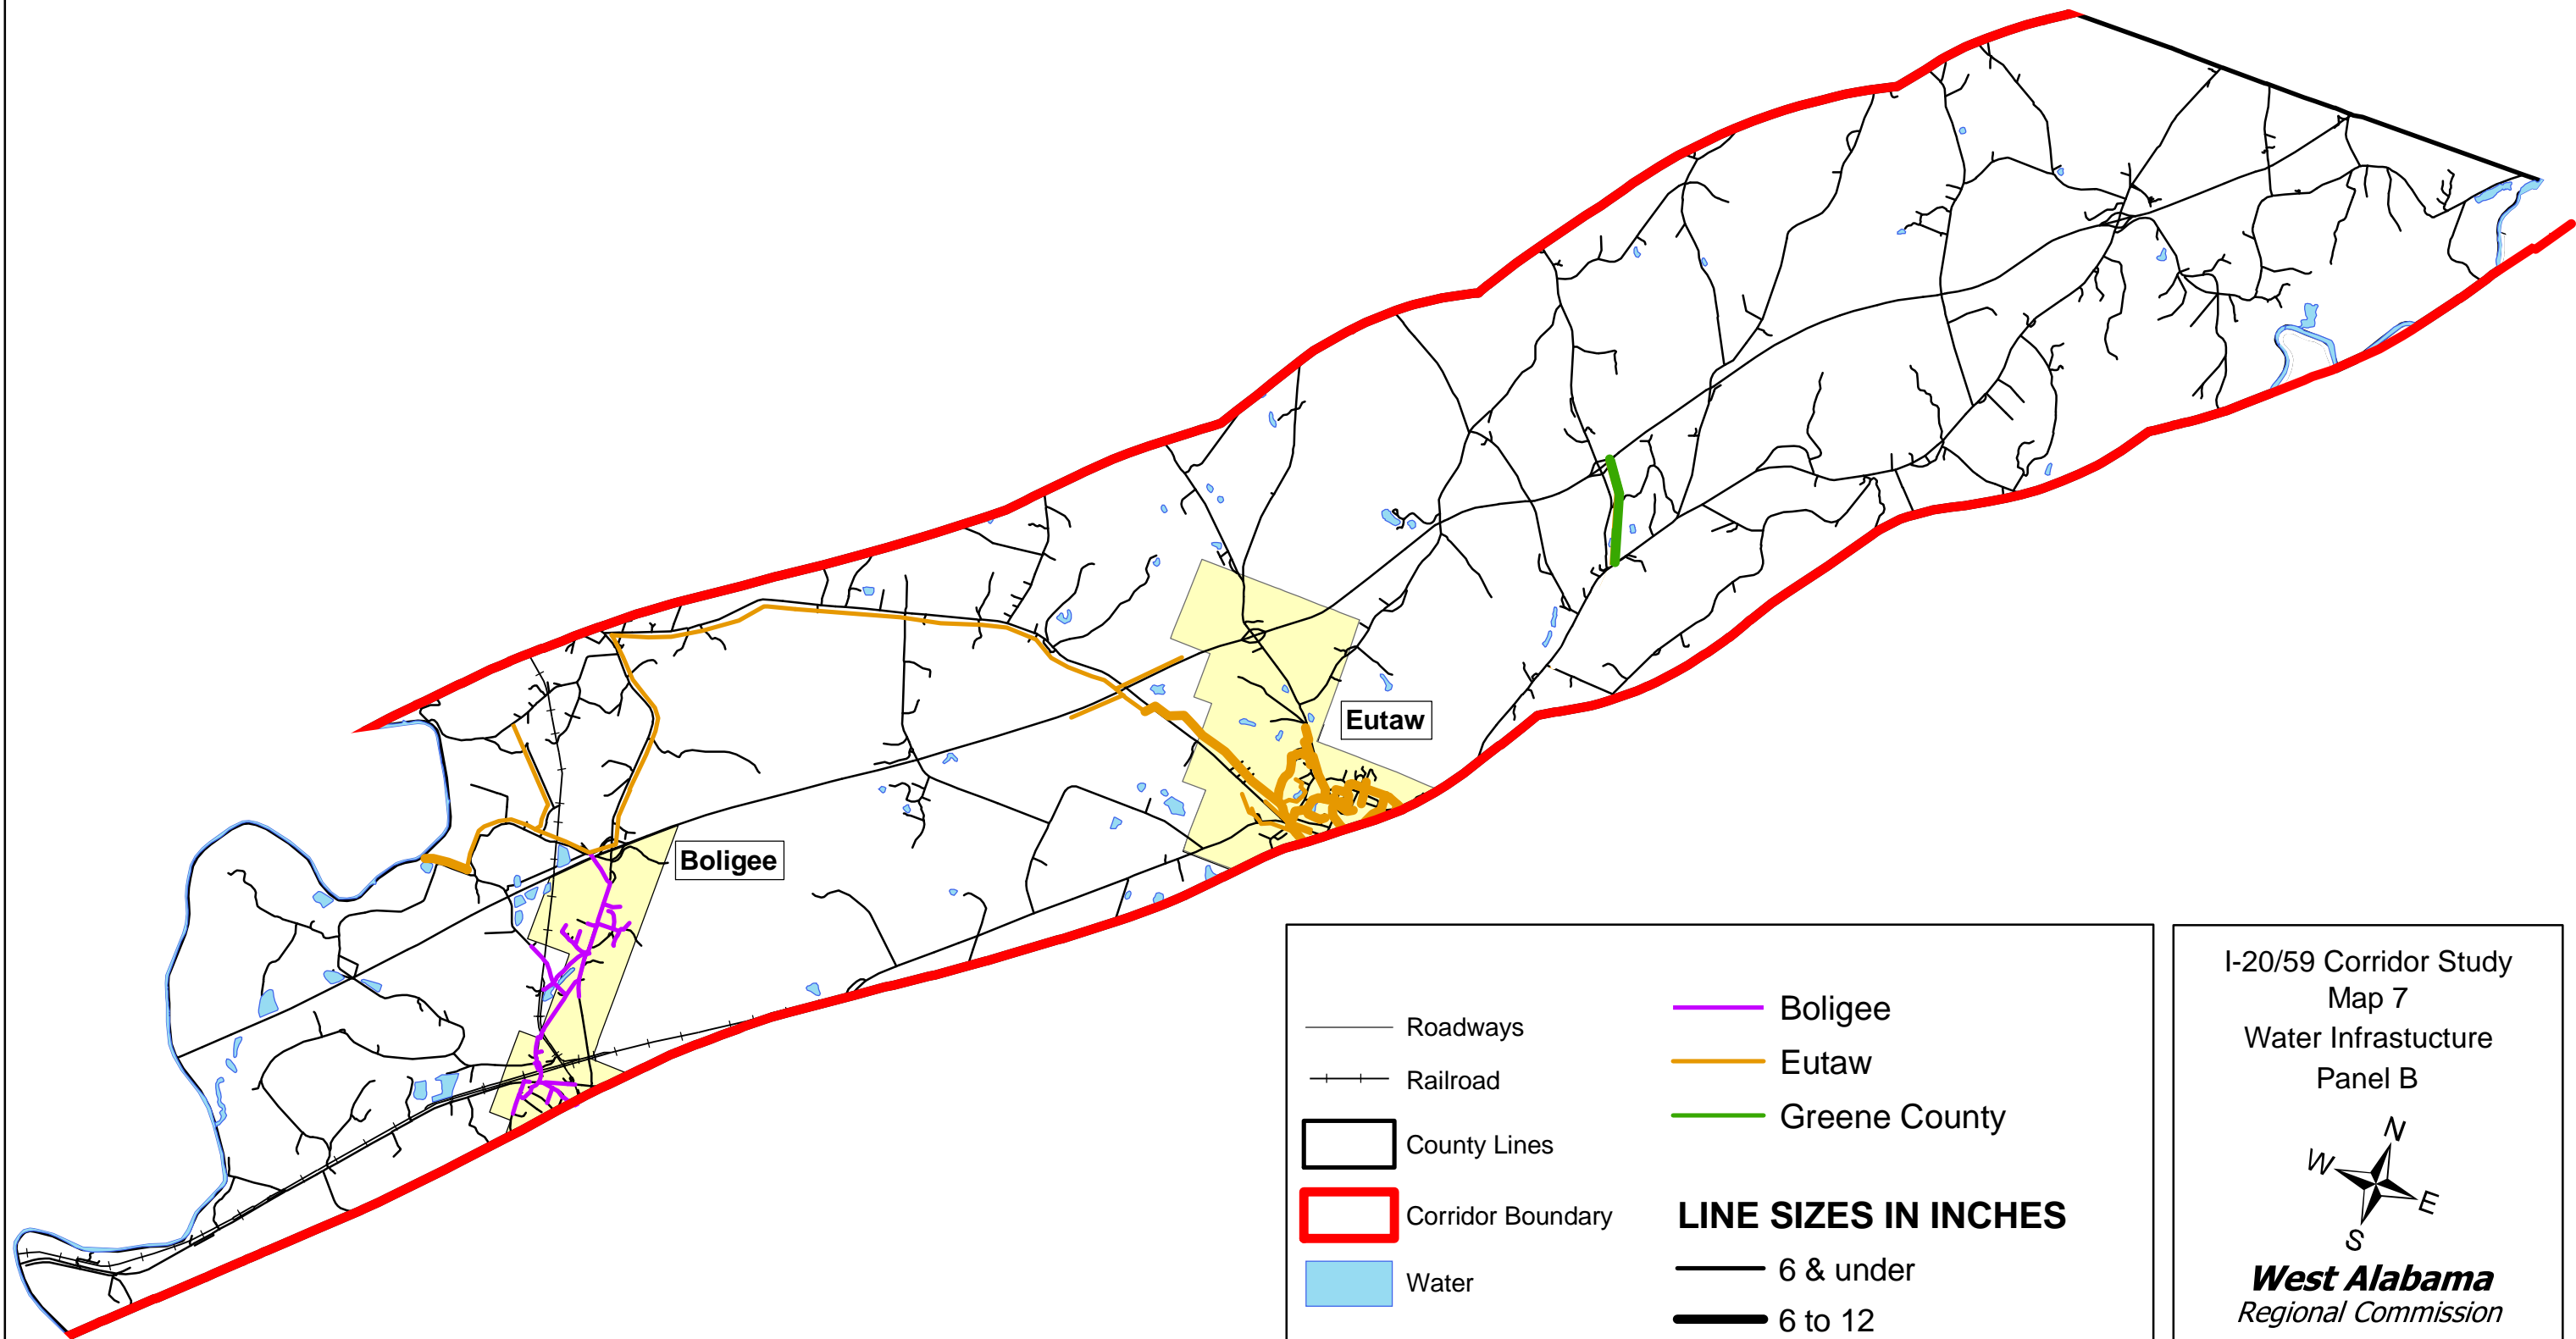 Eutaw
Boligee
Roadways
Railroad
County Lines
Corridor Boundary
Water
Boligee
Eutaw
Greene County
LINE SIZES IN INCHES
6 & under
6 to 12
I-20/59 Corridor Study
Map 7
Water Infrastucture
Panel B
N
W
E
S
West Alabama
Regional Commission